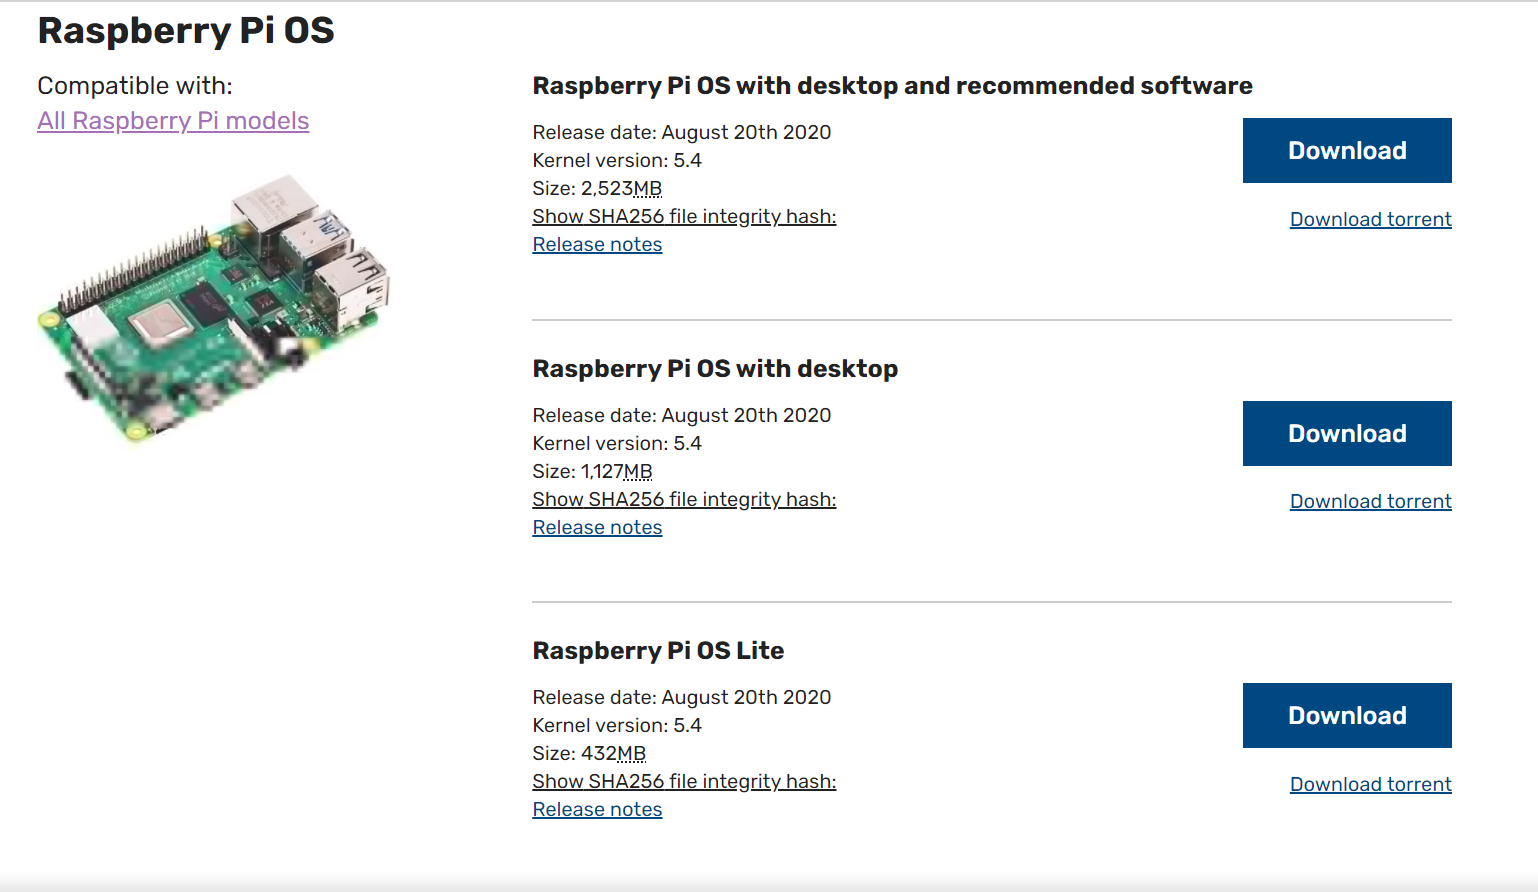 Raspberry Pi OS
Compatible with:
All Raspberry Pi models
Raspberry Pi OS with desktop and recommended software
Release date: August 20th 2020
Kernel version: 5.4
Size: 2,523MB
Show SHA256 file integrity hash:
Release notes
Download
Download torrent
Raspberry Pi OS with desktop
Release date: August 20th 2020
Kernel version: 5.4
Size: 1,127MB
Show SHA256 file integrity hash:
Release notes
Download
Download torrent
Raspberry Pi OS Lite
Release date: August 20th 2020
Kernel version: 5.4
Size: 432MB
Show SHA256 file integrity hash:
Release notes
Download
Download torrent